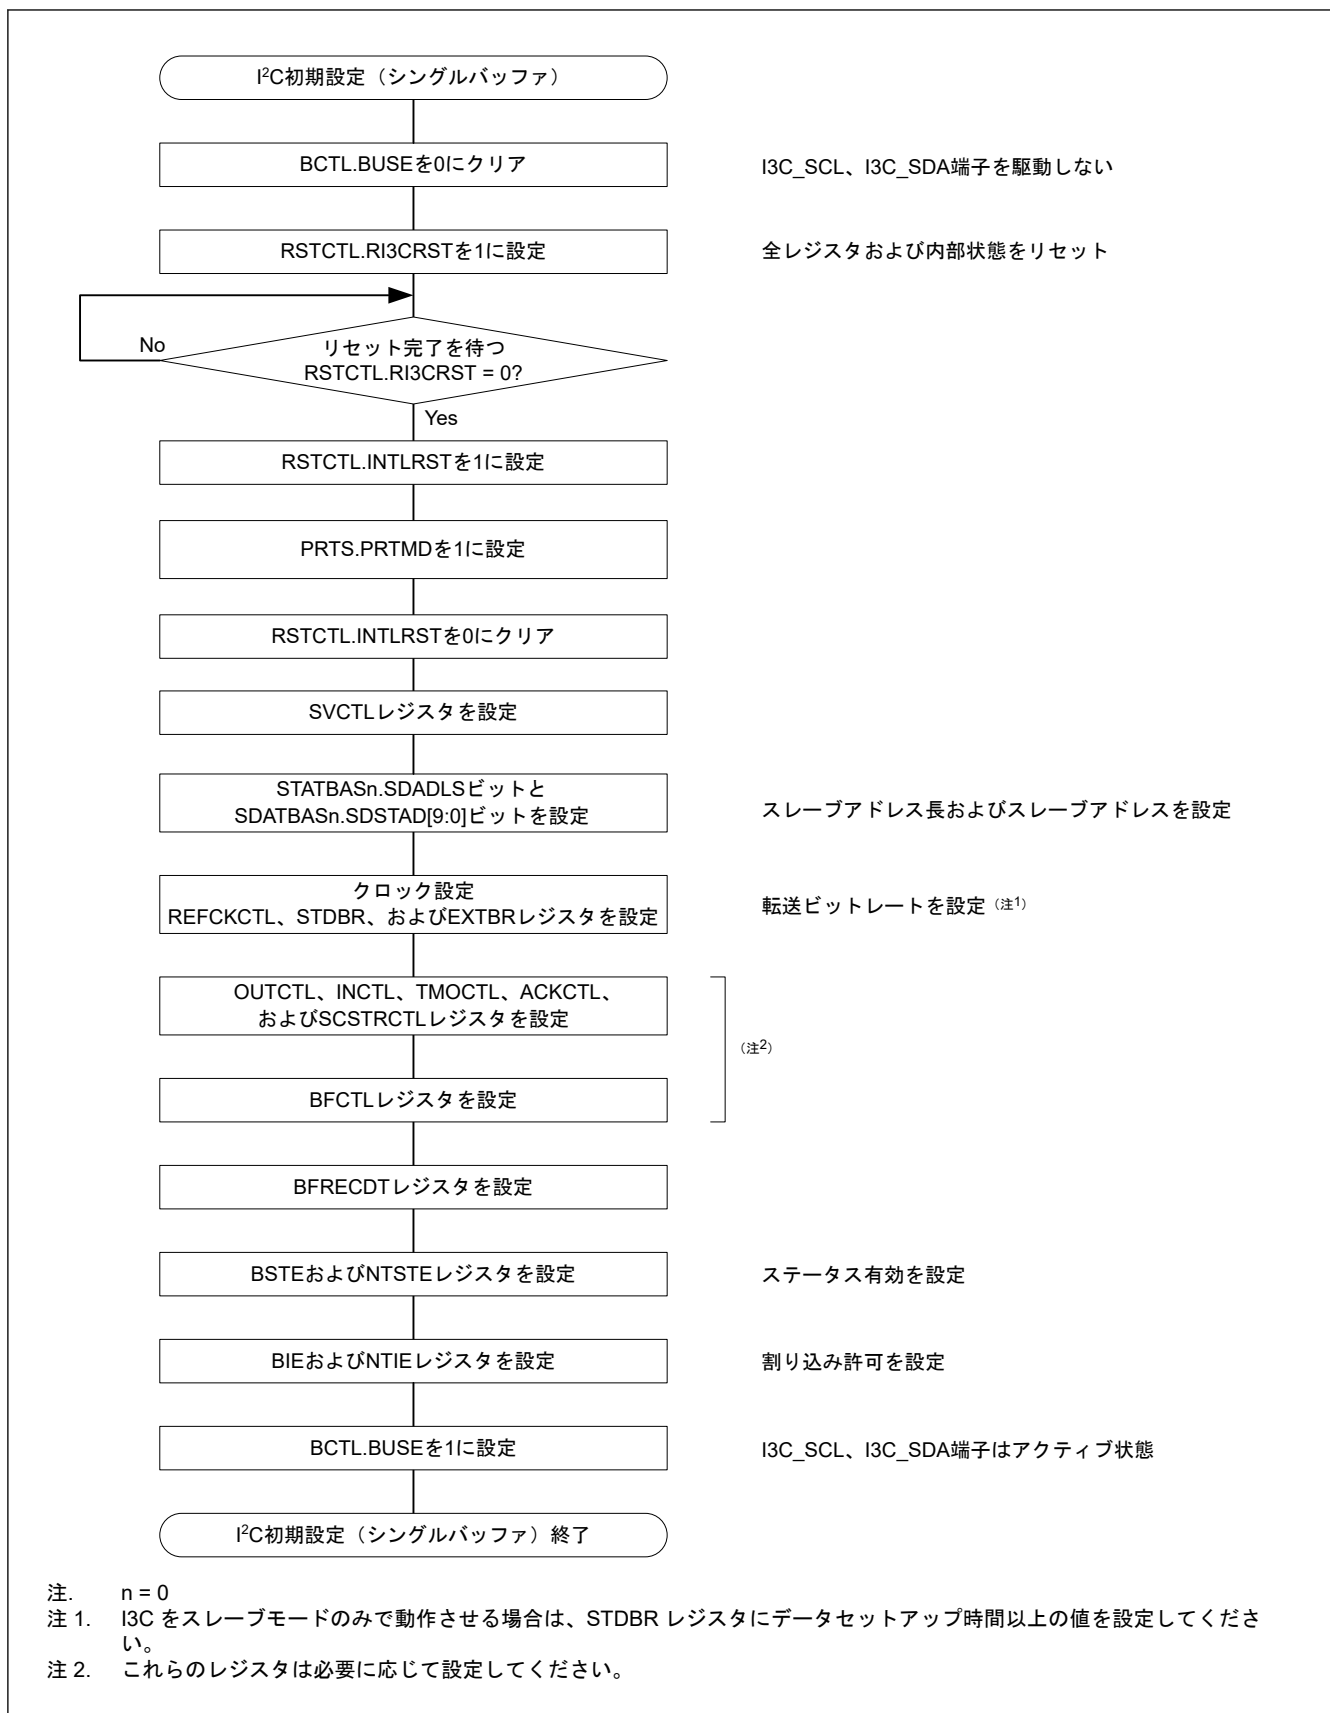 I²C初期設定（シングルバッファ）
BCTL.BUSEを0にクリア
I3C_SCL、I3C_SDA端子を駆動しない
RSTCTL.RI3CRSTを1に設定
全レジスタおよび内部状態をリセット
No
リセット完了を待つ
RSTCTL.RI3CRST = 0?
Yes
RSTCTL.INTLRSTを1に設定
PRTS.PRTMDを1に設定
RSTCTL.INTLRSTを0にクリア
SVCTLレジスタを設定
STATBASn.SDADLSビットと
SDATBASn.SDSTAD[9:0]ビットを設定
スレーブアドレス長およびスレーブアドレスを設定
クロック設定
REFCKCTL、STDBR、およびEXTBRレジスタを設定
転送ビットレートを設定（注1）
OUTCTL、INCTL、TMOCTL、ACKCTL、
およびSCSTRCTLレジスタを設定
（注2）
BFCTLレジスタを設定
BFRECDTレジスタを設定
BSTEおよびNTSTEレジスタを設定
ステータス有効を設定
BIEおよびNTIEレジスタを設定
割り込み許可を設定
BCTL.BUSEを1に設定
I3C_SCL、I3C_SDA端子はアクティブ状態
I²C初期設定（シングルバッファ）終了
注. n = 0
注 1. I3C をスレーブモードのみで動作させる場合は、STDBR レジスタにデータセットアップ時間以上の値を設定してくださ
い。
注 2. これらのレジスタは必要に応じて設定してください。